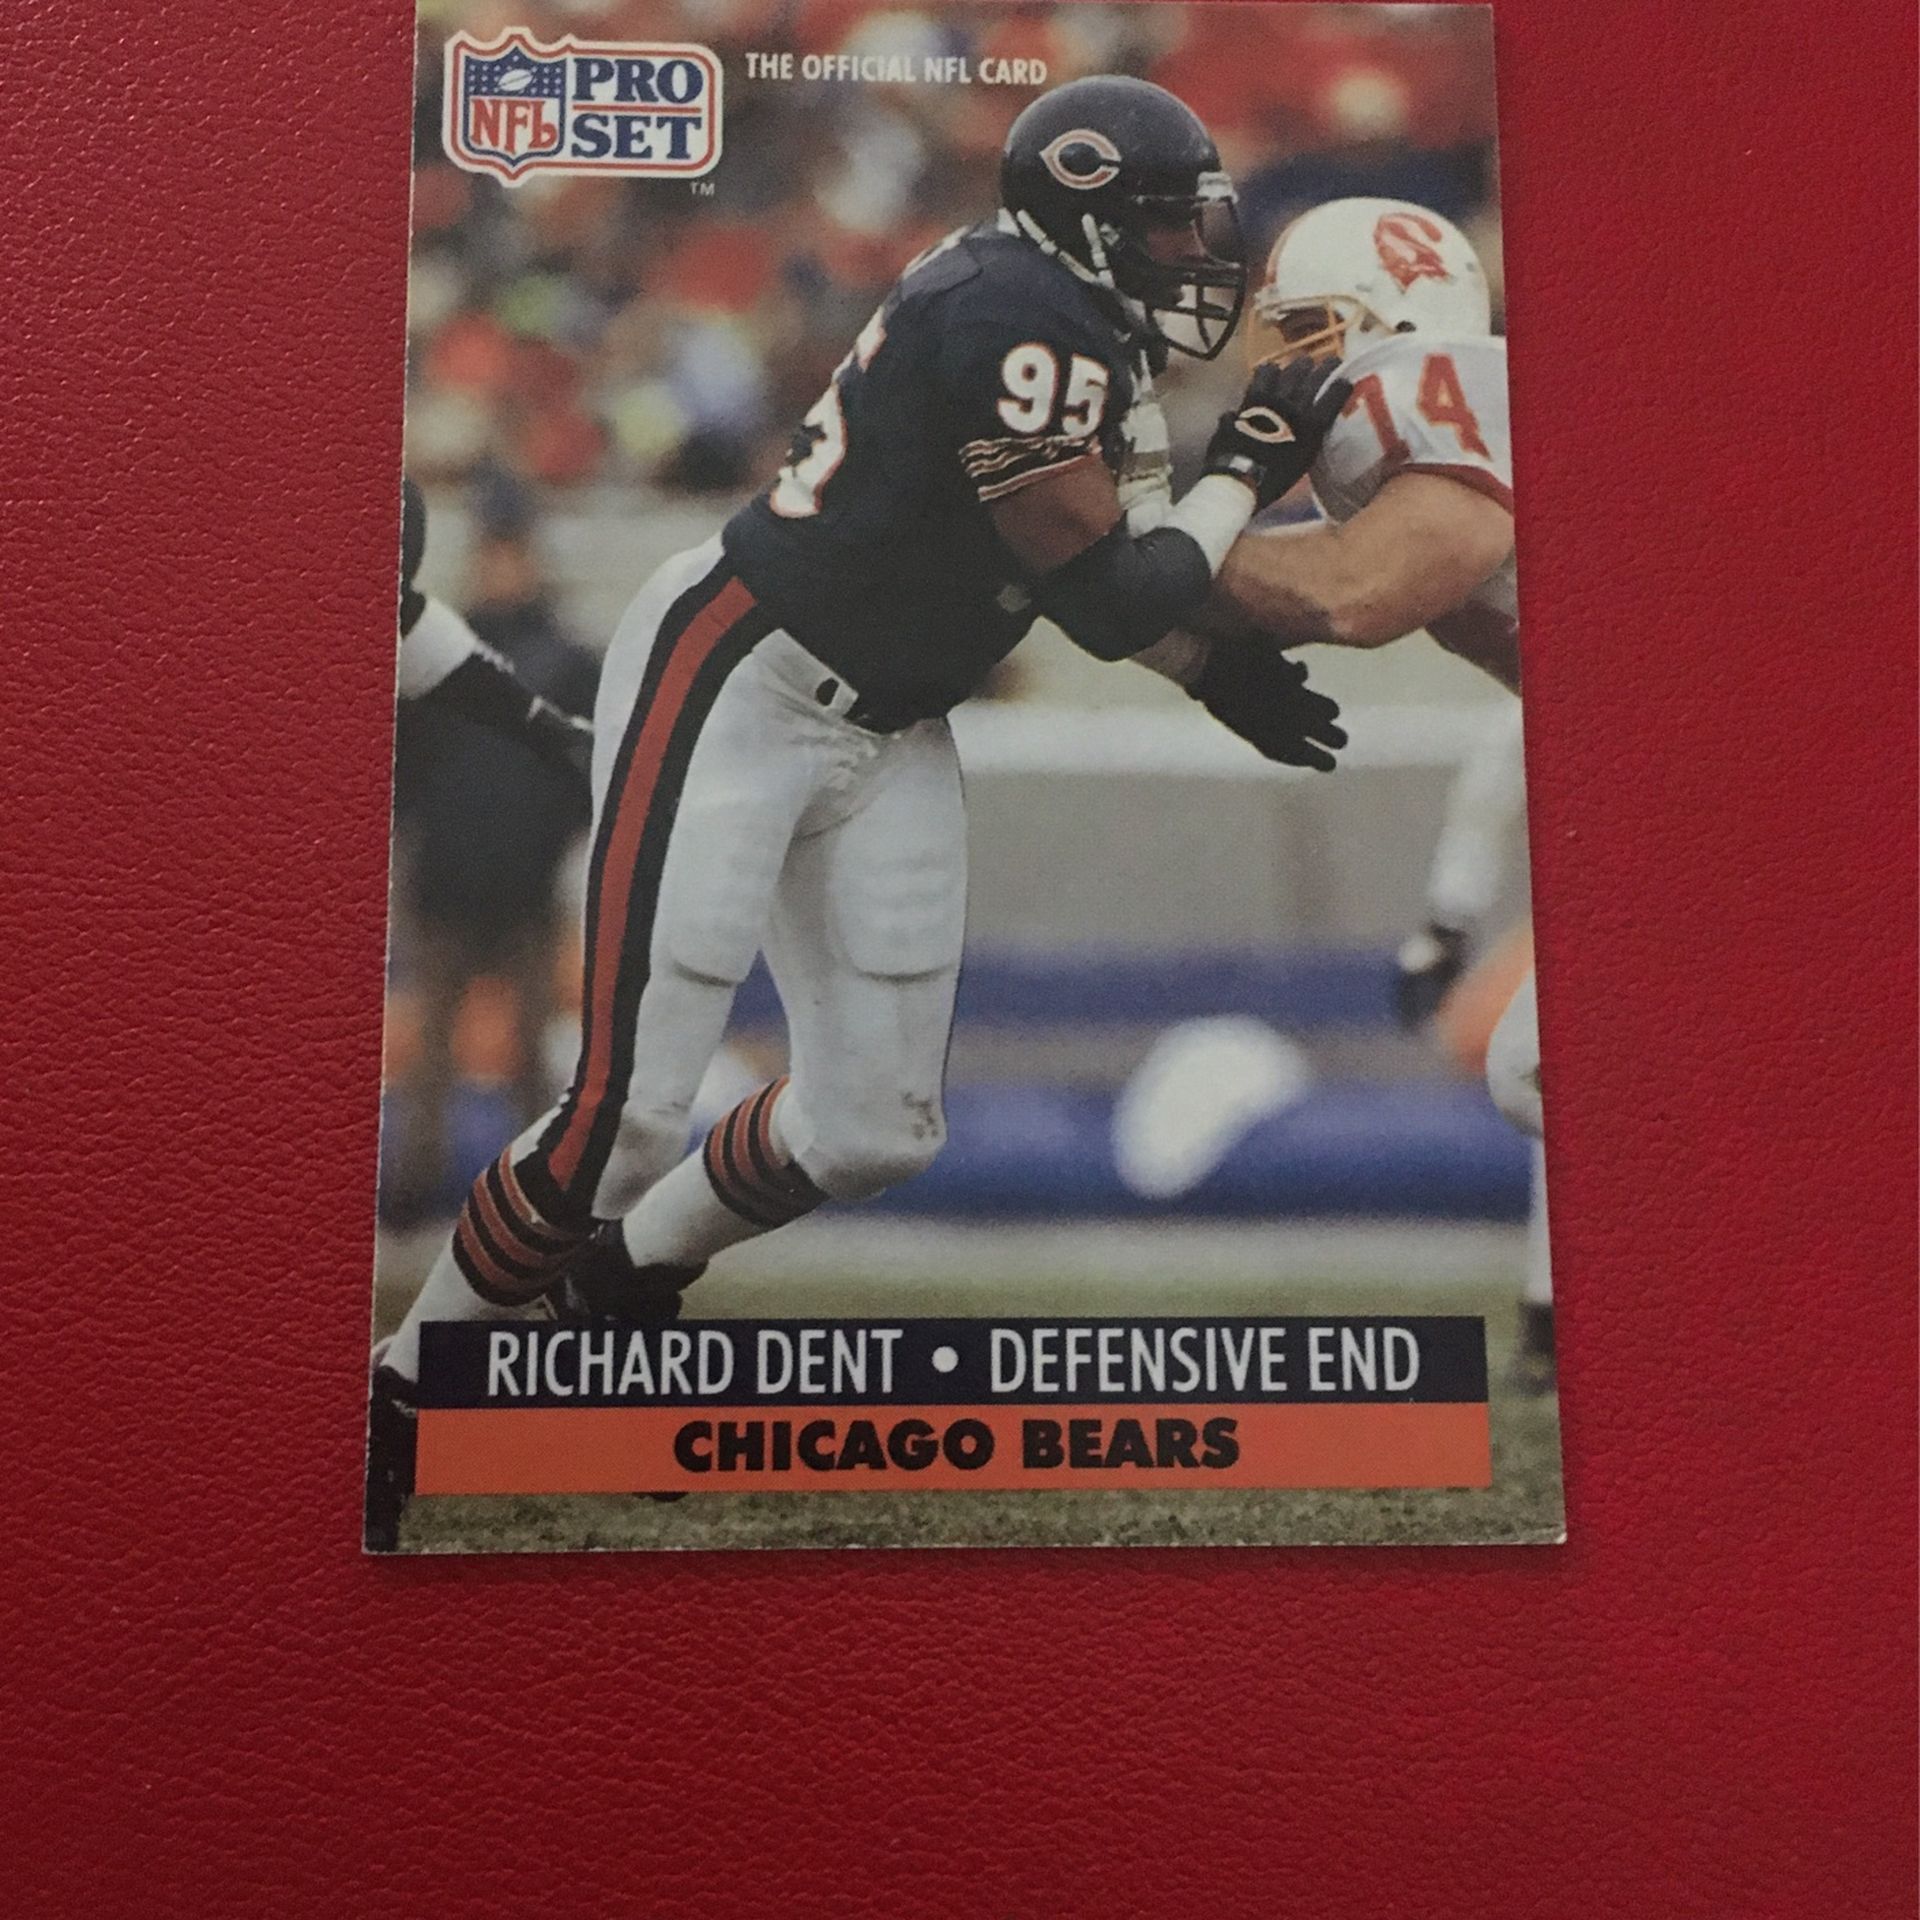 NFL PRO SET TM
THE OFFICIAL NFL CARD
95
74
RICHARD DENT • DEFENSIVE END
CHICAGO BEARS